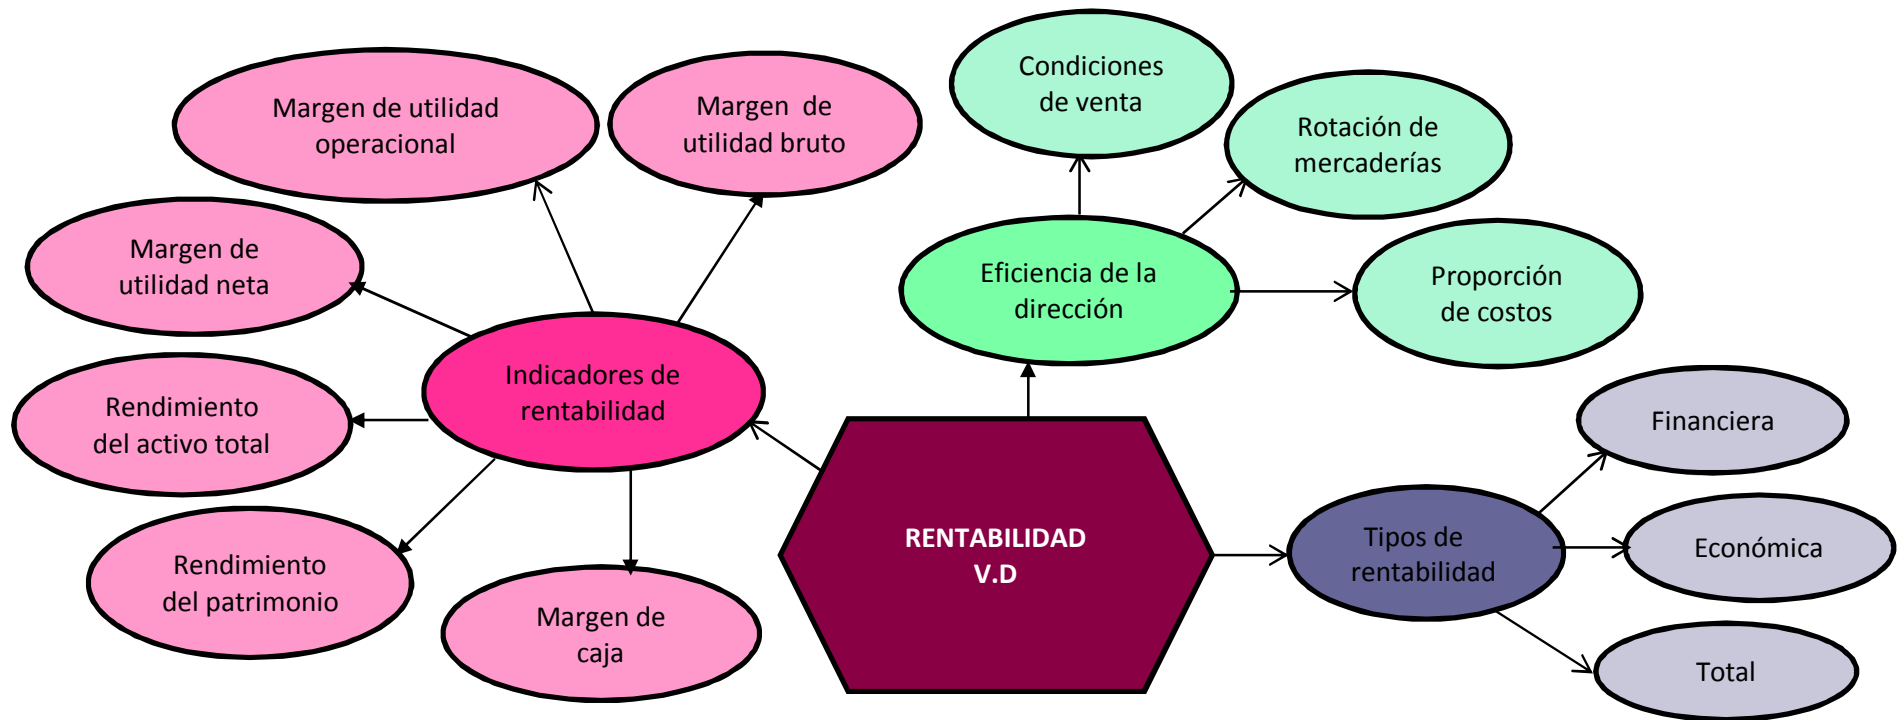 Margen de utilidad
operacional
Margen de
utilidad bruto
Margen de
utilidad neta
Indicadores de
rentabilidad
Rendimiento
del activo total
Rendimiento
del patrimonio
Margen de
caja
Condiciones
de venta
Rotación de
mercaderías
Eficiencia de la
dirección
Proporción
de costos
RENTABILIDAD
V.D
Tipos de
rentabilidad
Financiera
Económica
Total